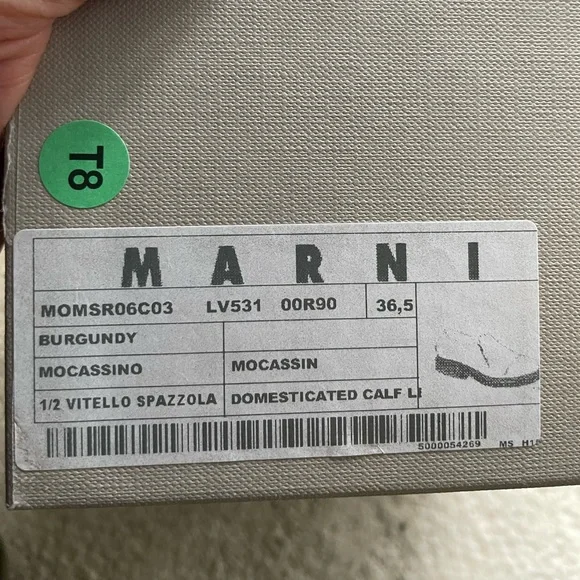 T8
MARNI
MOMSR06C03 LV531 00R90 36,5
BURGUNDY
MOCASSINO MOCASSIN
1/2 VITELLO SPAZZOLA DOMESTICATED CALF
5000054269 MS